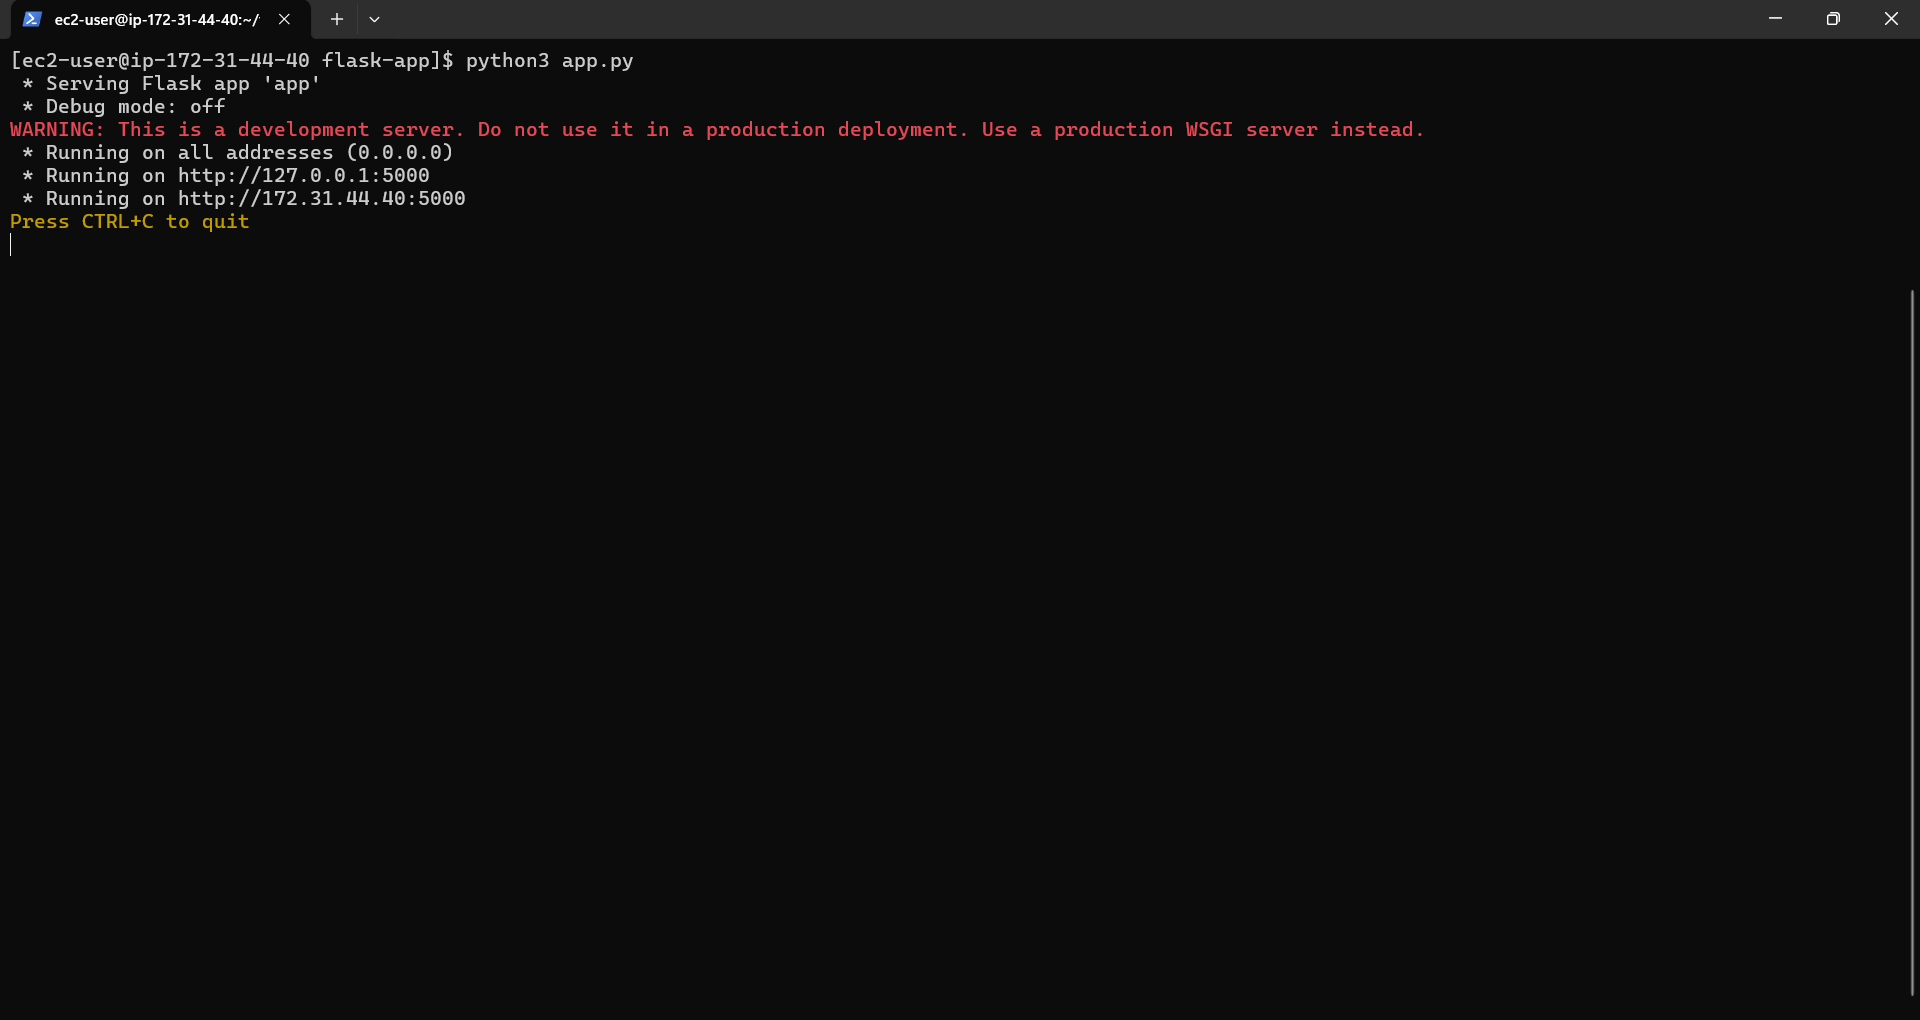 ec2-user@ip-172-31-44-40:~/
[ec2-user@ip-172-31-44-40 flask-app]$ python3 app.py
 * Serving Flask app 'app'
 * Debug mode: off
WARNING: This is a development server. Do not use it in a production deployment. Use a production WSGI server instead.
 * Running on all addresses (0.0.0.0)
 * Running on http://127.0.0.1:5000
 * Running on http://172.31.44.40:5000
Press CTRL+C to quit